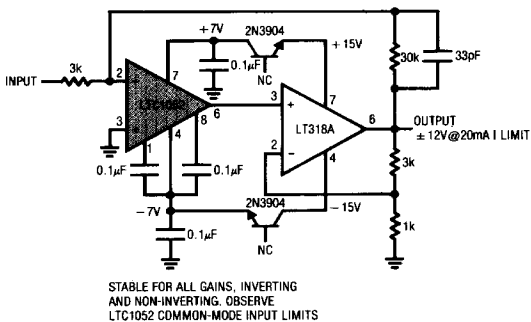 +7V
2N3904
+15V
0.1µF
NC
30k
33pF
INPUT
3k
2
−
7
3
+
LTC1052
6
1
4
8
0.1µF
0.1µF
3
+
7
LT318A
6
2
−
4
OUTPUT
± 12V@20mA I LIMIT
3k
1k
−7V
2N3904
−15V
0.1µF
NC
STABLE FOR ALL GAINS, INVERTING
AND NON-INVERTING. OBSERVE
LTC1052 COMMON-MODE INPUT LIMITS